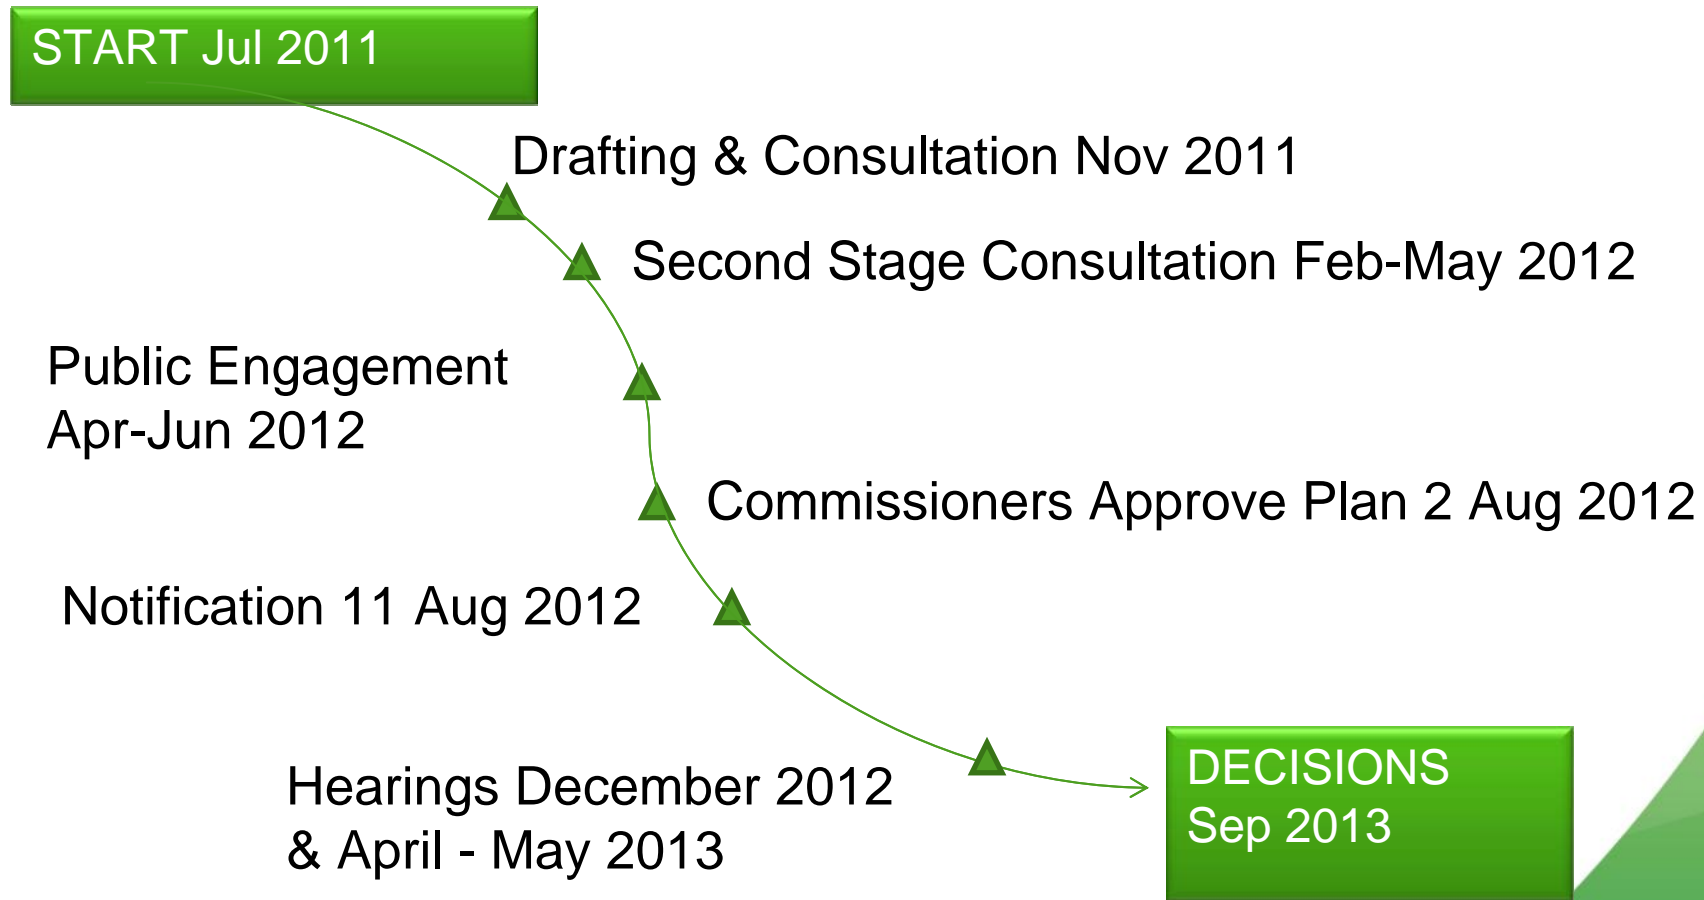 START Jul 2011
Drafting & Consultation Nov 2011
Second Stage Consultation Feb-May 2012
Public Engagement
Apr-Jun 2012
Commissioners Approve Plan 2 Aug 2012
Notification 11 Aug 2012
Hearings December 2012
& April - May 2013
DECISIONS
Sep 2013